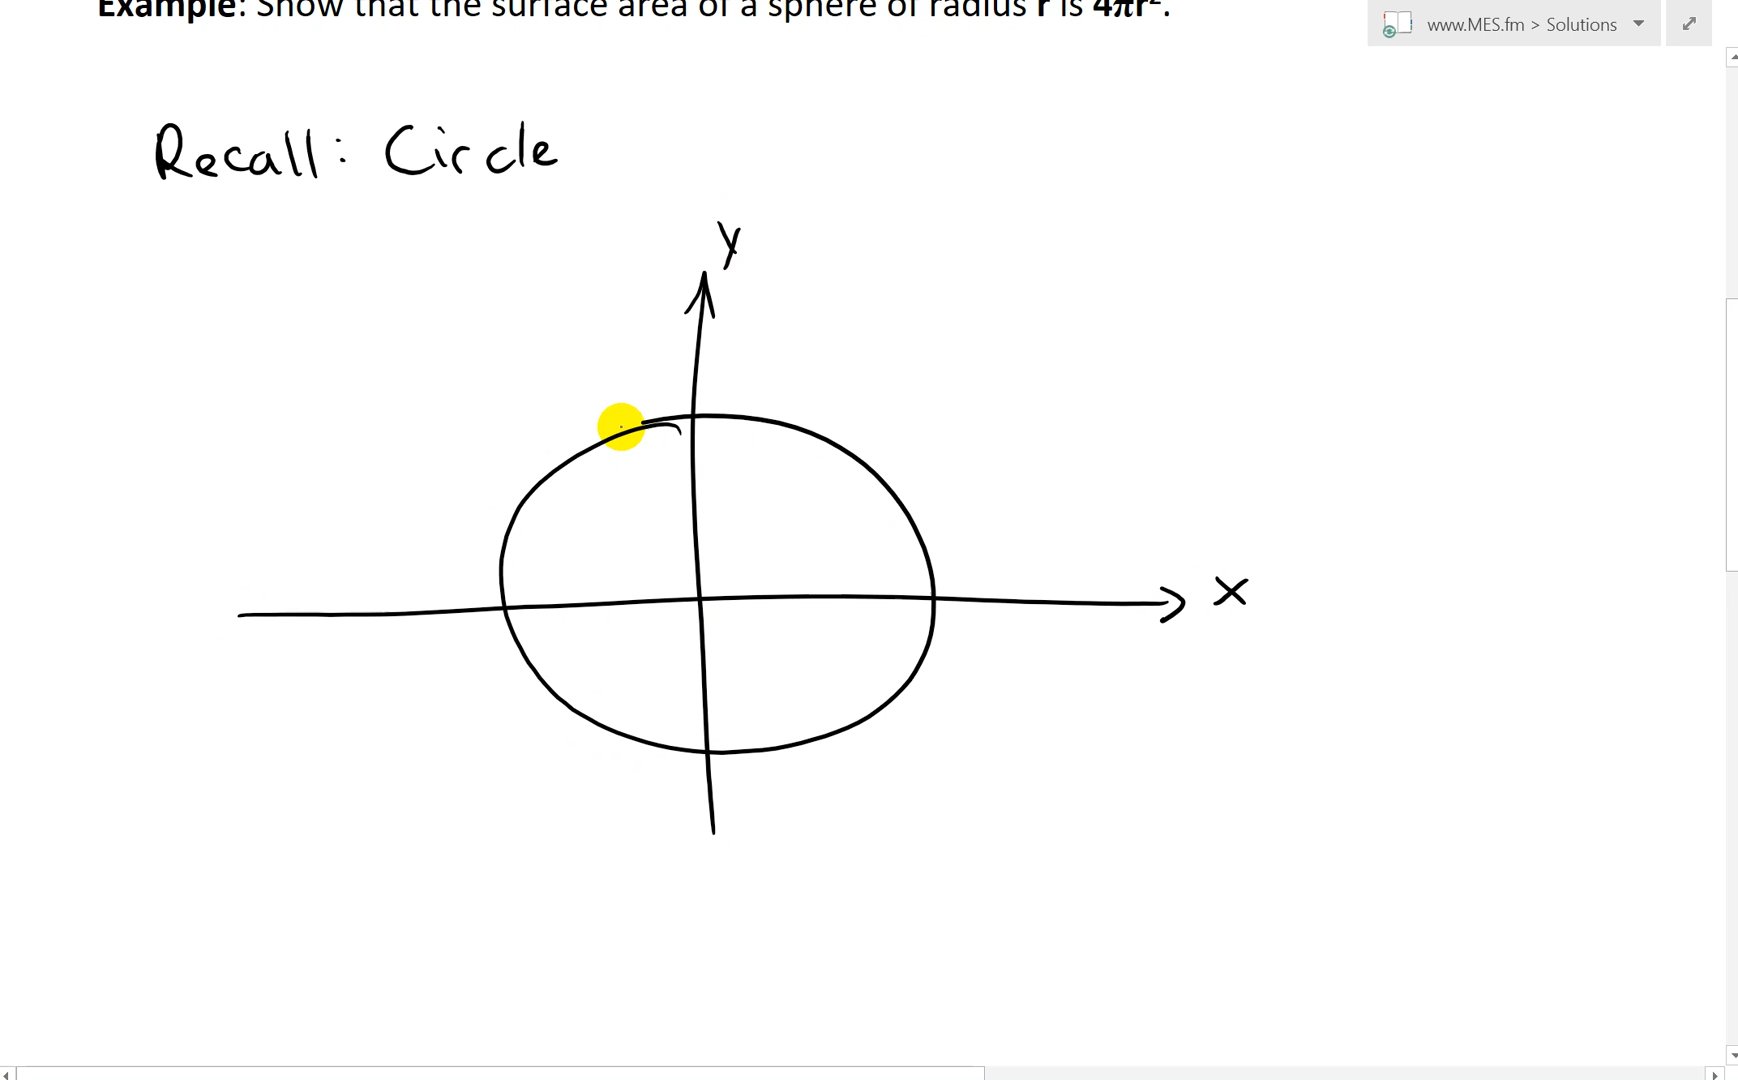 Example: Show that the surface area of a sphere of radius r is 4πr².
www.MES.fm > Solutions
Recall: Circle
y
x